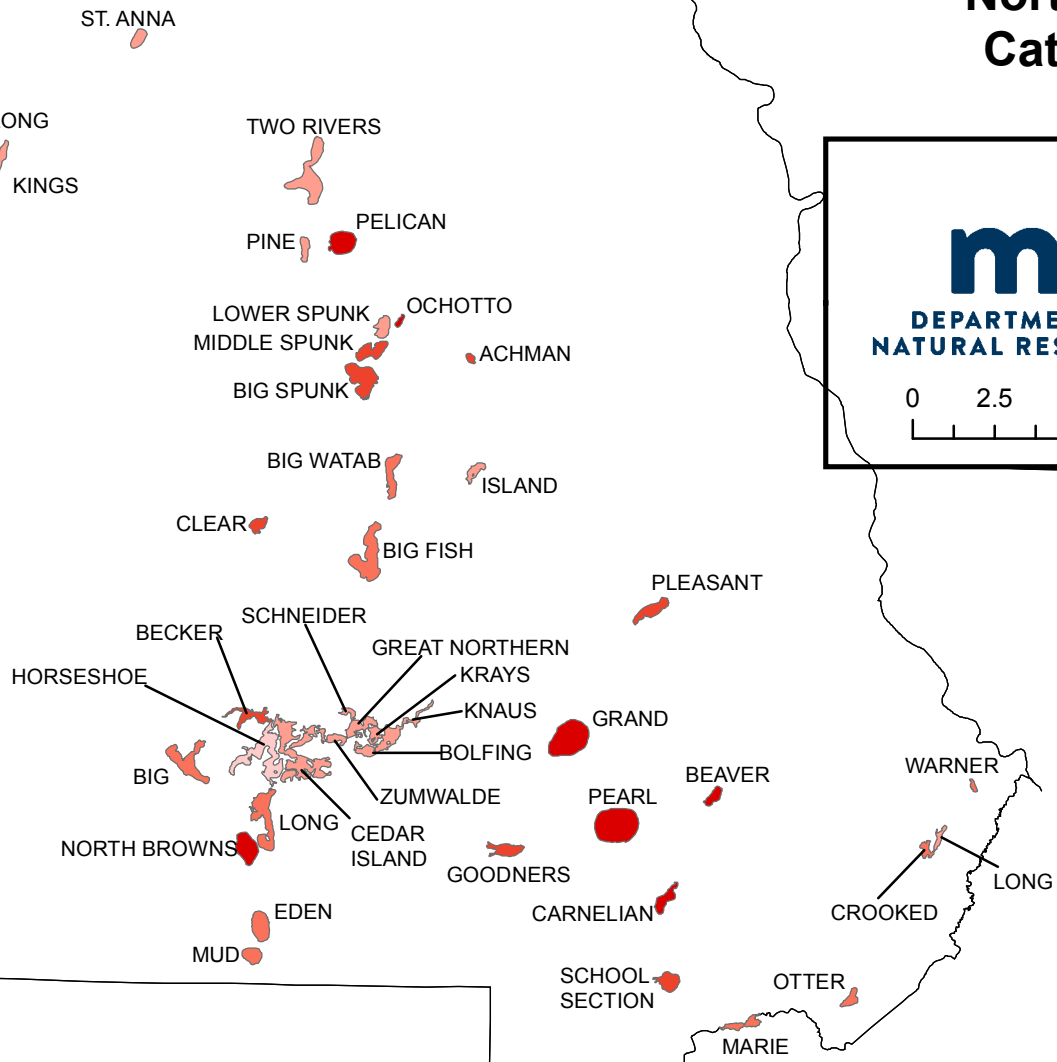 Nort
ST. ANNA
Cat
ONG
TWO RIVERS
KINGS
PELICAN
PINE
m
OCHOTTO
LOWER SPUNK
DEPARTME
MIDDLE SPUNK
NATURAL RES
ACHMAN
BIG SPUNK
0 2.5
BIG WATAB
ISLAND
CLEAR
BIG FISH
PLEASANT
SCHNEIDER
BECKER
GREAT NORTHERN
HORSESHOE
KRAYS
KNAUS
GRAND
BOLFING
WARNER
BIG
BEAVER
ZUMWALDE
PEARL
LONG
CEDAR
ISLAND
NORTH BROWNS
GOODNERS
LONG
EDEN
CARNELIAN
CROOKED
MUD
SCHOOL
SECTION
OTTER
MARIE